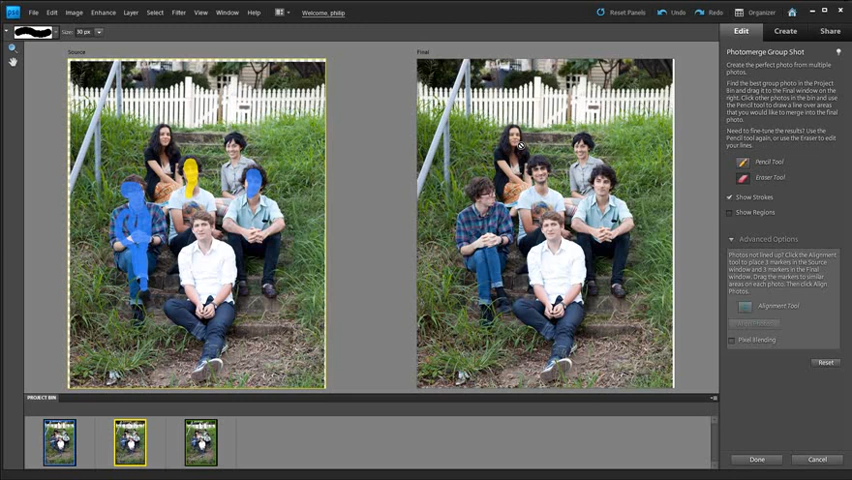 pse File Edit Image Enhance Layer Select Filter View Window Help Welcome, philip Reset Panels Undo Redo Organizer
Size: 30 px
Edit Create Share
Source
Final
Photomerge Group Shot
Create the perfect photo from multiple
photos.
Find the best group photo in the Project
Bin and drag it to the Final window on the
right. Click other photos in the bin and use
the Pencil tool to draw a line over areas
you would like to merge into the final
photo.
Need to fine-tune the results? Use the
Pencil tool again, or use the Eraser to edit
your lines.
Pencil Tool
Eraser Tool
Show Strokes
Show Regions
Advanced Options
Photos not lined up? Click the Alignment
tool to place 3 markers in the Source
window and 3 markers in the Final
window. Drag the markers to similar
areas on each photo. Then click Align
Photos.
Alignment Tool
Pixel Blending
Reset
PROJECT BIN
Done Cancel